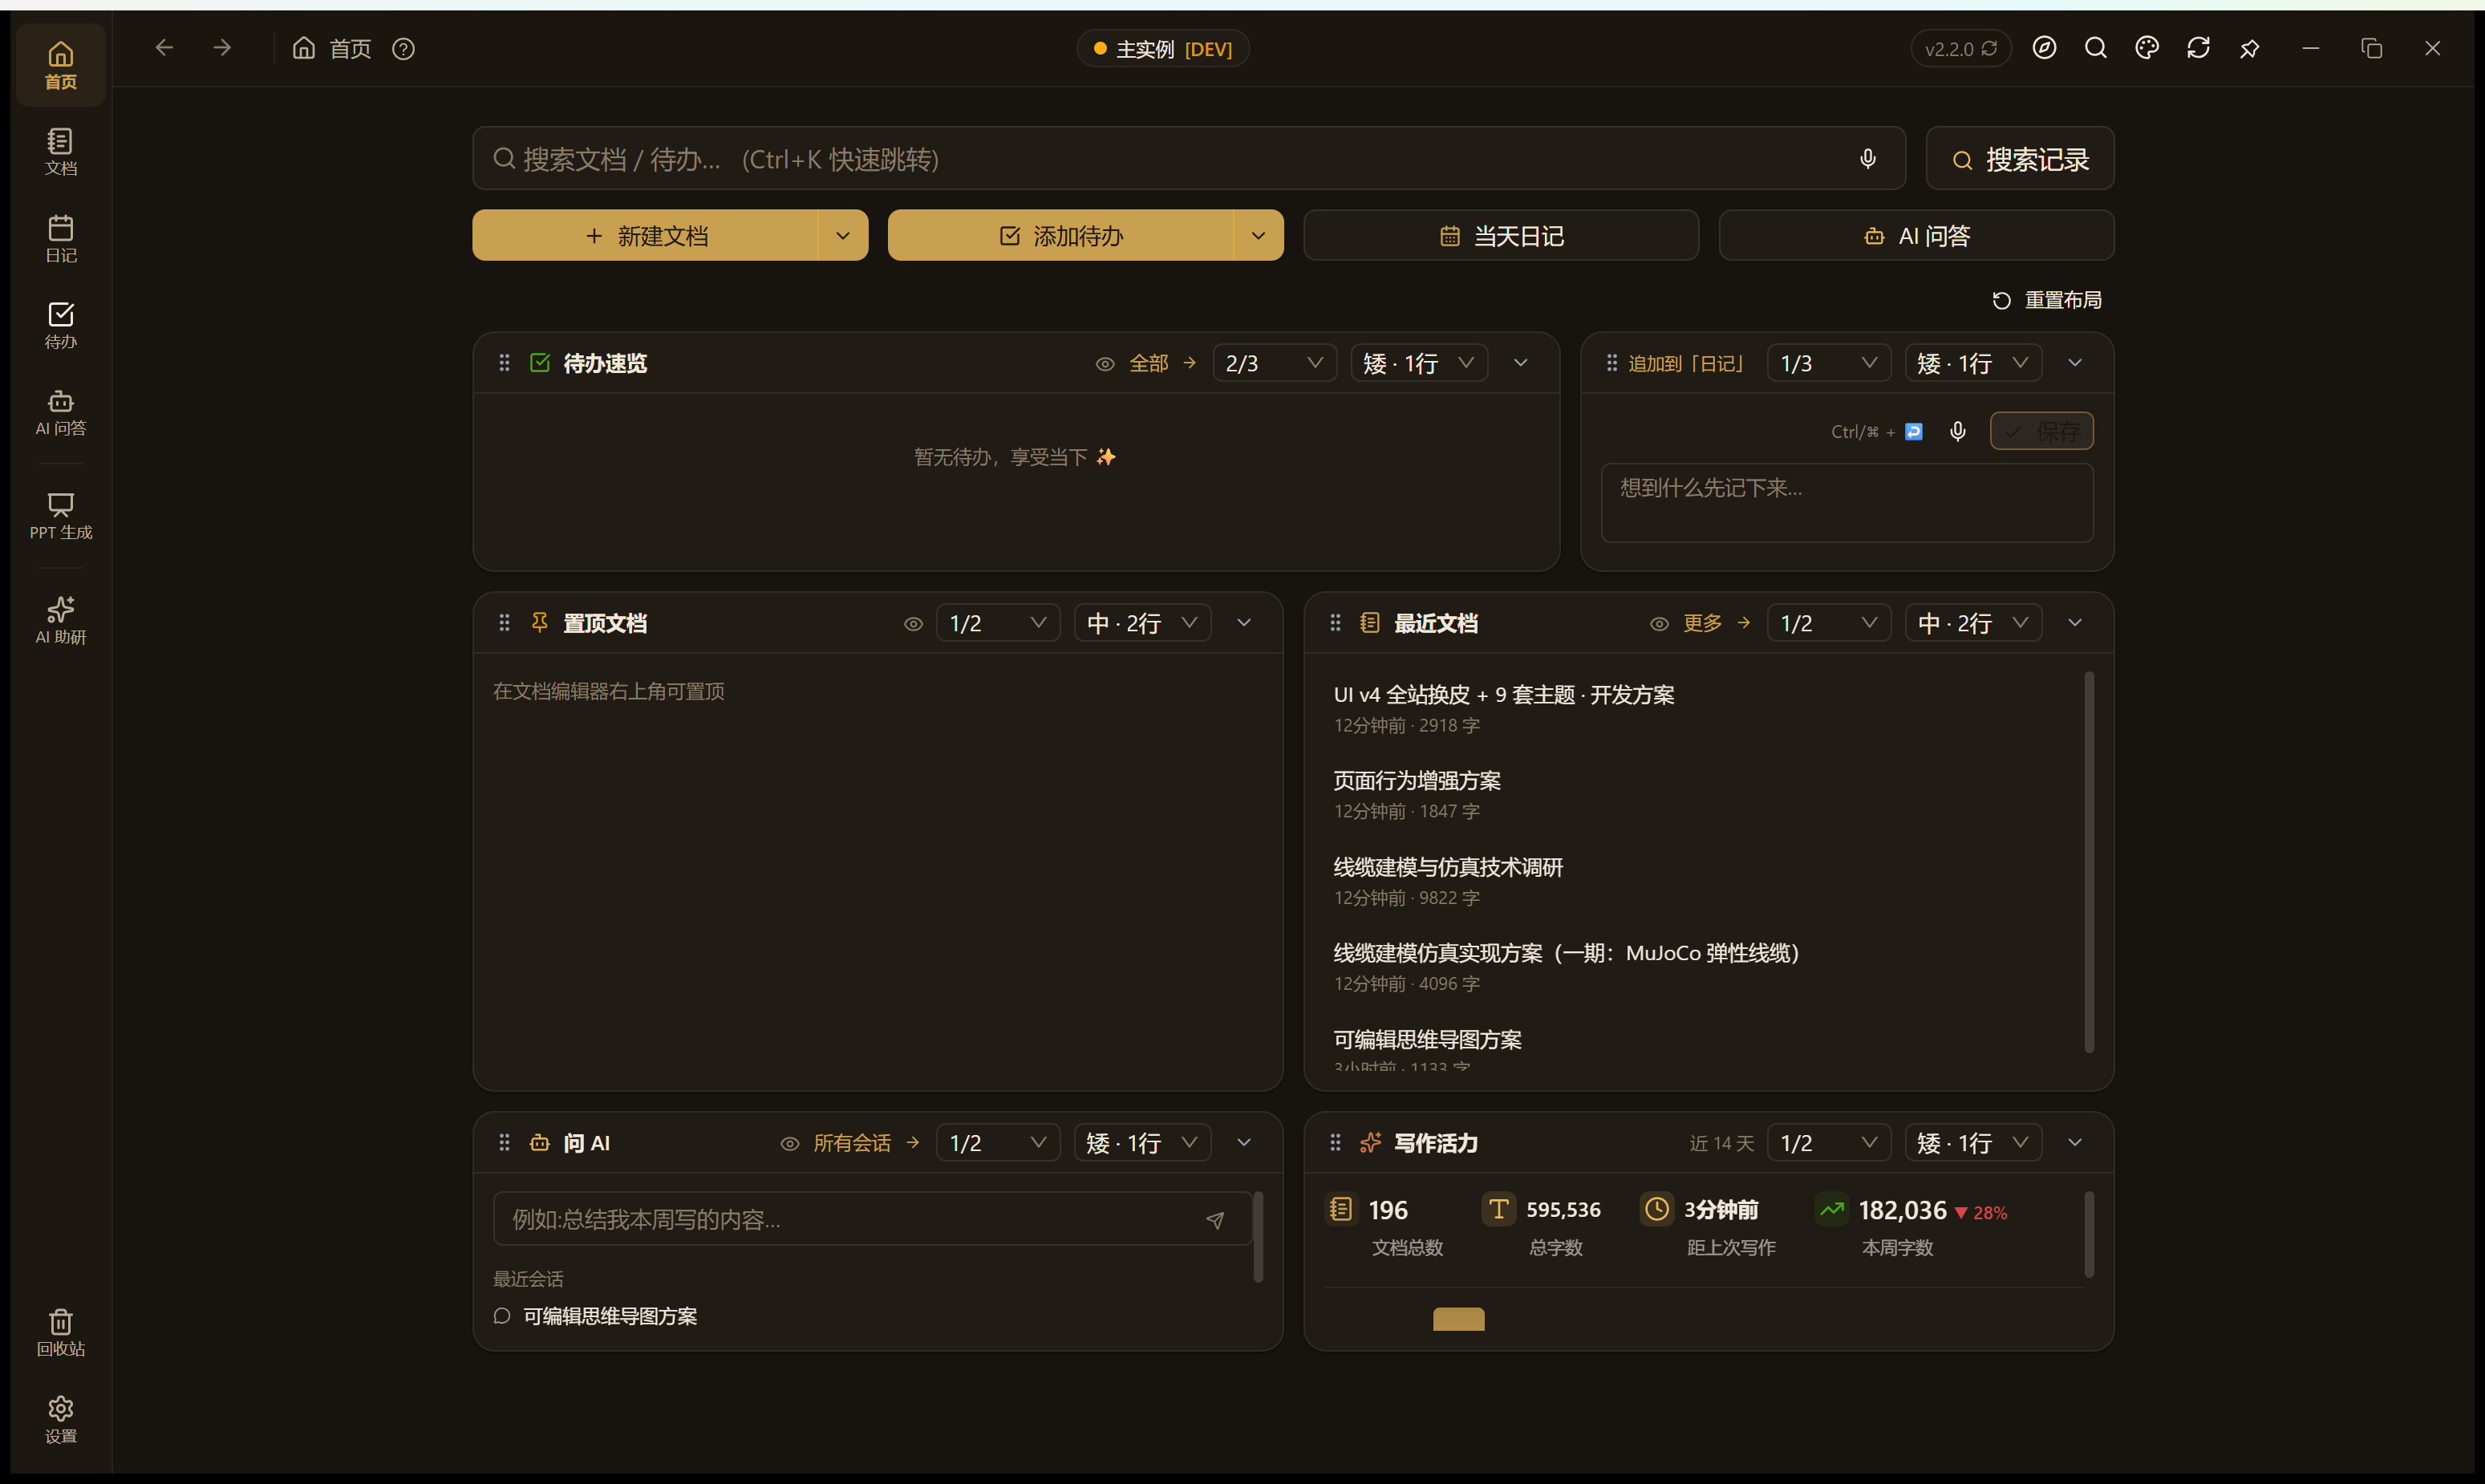 首页
文档
日记
待办
AI 问答
PPT 生成
AI 助研
回收站
设置
首页
主实例 [DEV]
v2.2.0
搜索文档 / 待办... (Ctrl+K 快速跳转)
搜索记录
新建文档
添加待办
当天日记
AI 问答
重置布局
待办速览
全部 →
2/3
矮 · 1行
暂无待办，享受当下 ✨
追加到「日记」
1/3
矮 · 1行
Ctrl/⌘ + ↩
保存
想到什么先记下来...
置顶文档
1/2
中 · 2行
在文档编辑器右上角可置顶
最近文档
更多 →
1/2
中 · 2行
UI v4 全站换皮 + 9 套主题 · 开发方案
12分钟前 · 2918 字
页面行为增强方案
12分钟前 · 1847 字
线缆建模与仿真技术调研
12分钟前 · 9822 字
线缆建模仿真实现方案（一期：MuJoCo 弹性线缆）
12分钟前 · 4096 字
可编辑思维导图方案
3小时前 · 1133 字
问 AI
所有会话 →
1/2
矮 · 1行
例如:总结我本周写的内容...
最近会话
可编辑思维导图方案
写作活力
近 14 天
1/2
矮 · 1行
196
文档总数
595,536
总字数
3分钟前
距上次写作
182,036 ▼ 28%
本周字数